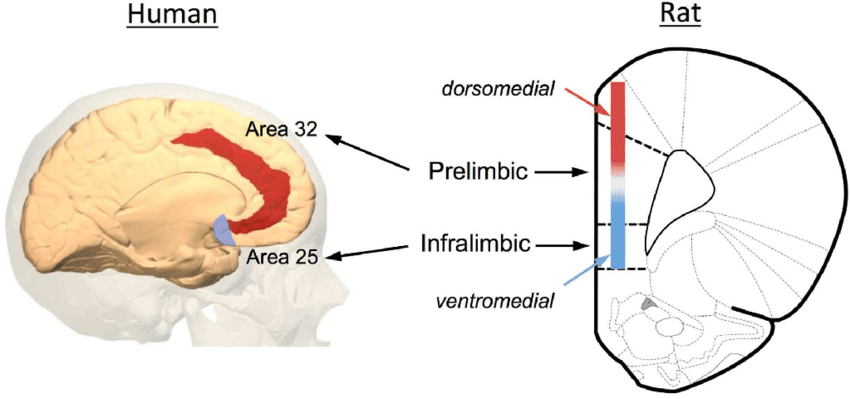 Human
Rat
dorsomedial
Area 32
Prelimbic
Infralimbic
Area 25
ventromedial